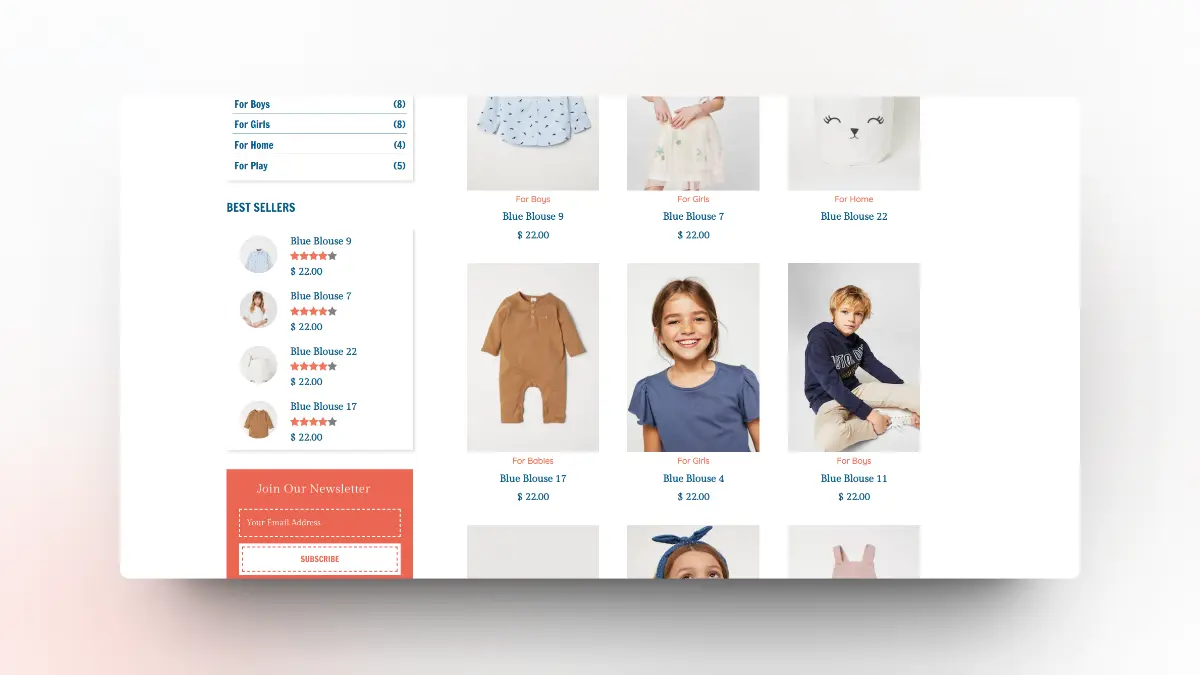 For Boys (8)
For Girls (8)
For Home (4)
For Play (5)
BEST SELLERS
Blue Blouse 9
$ 22.00
Blue Blouse 7
$ 22.00
Blue Blouse 22
$ 22.00
Blue Blouse 17
$ 22.00
Join Our Newsletter
Your Email Address
SUBSCRIBE
For Boys
Blue Blouse 9
$ 22.00
For Girls
Blue Blouse 7
$ 22.00
For Home
Blue Blouse 22
For Babies
Blue Blouse 17
$ 22.00
For Girls
Blue Blouse 4
$ 22.00
For Boys
Blue Blouse 11
$ 22.00